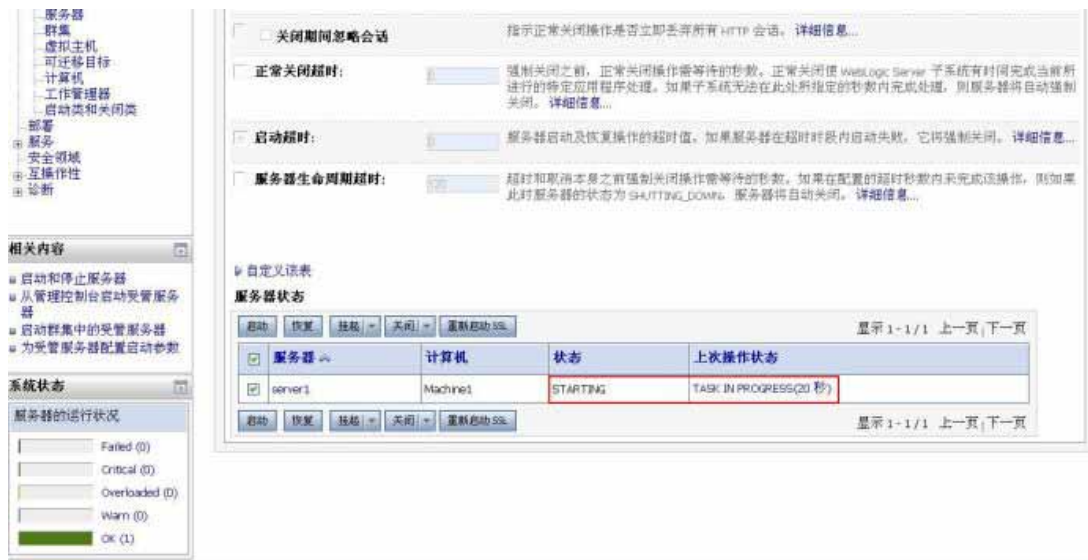 服务器
群集
虚拟主机
可迁移目标
计算机
工作管理器
启动类和关闭类
部署
服务
安全领域
互操作性
诊断
相关内容
启动和停止服务器
从管理控制台启动受管服务
器
启动群集中的受管服务器
为受管服务器配置启动参数
系统状态
服务器的运行状况
Failed (0)
Critical (0)
Overloaded (0)
Warn (0)
OK (1)
关闭期间忽略会话
指示正常关闭操作是否立即丢弃所有 HTTP 会话。 详细信息...
正常关闭超时:
强制关闭之前, 正常关闭操作需等待的秒数。正常关闭使 WebLogic Server 子系统有时间完成当前所
进行的特定应用程序处理。如果子系统无法在此处所指定的秒数内完成处理, 则服务器将自动强制
关闭。 详细信息...
启动超时:
服务器启动及恢复操作的超时值。如果服务器在超时时段内启动失败, 它将强制关闭。 详细信息...
服务器生命周期超时:
超时和取消本身之前强制关闭操作需等待的秒数。如果在配置的超时秒数内未完成该操作, 则如果
此时服务器的状态为 SHUTTING_DOWN, 服务器将自动关闭。 详细信息...
自定义该表
服务器状态
启动 恢复 挂起 关闭 重新启动 SSL 显示 1 - 1 / 1 上一页 | 下一页
服务器 计算机 状态 上次操作状态
server1 Machine1 STARTING TASK IN PROGRESS(20 秒)
启动 恢复 挂起 关闭 重新启动 SSL 显示 1 - 1 / 1 上一页 | 下一页